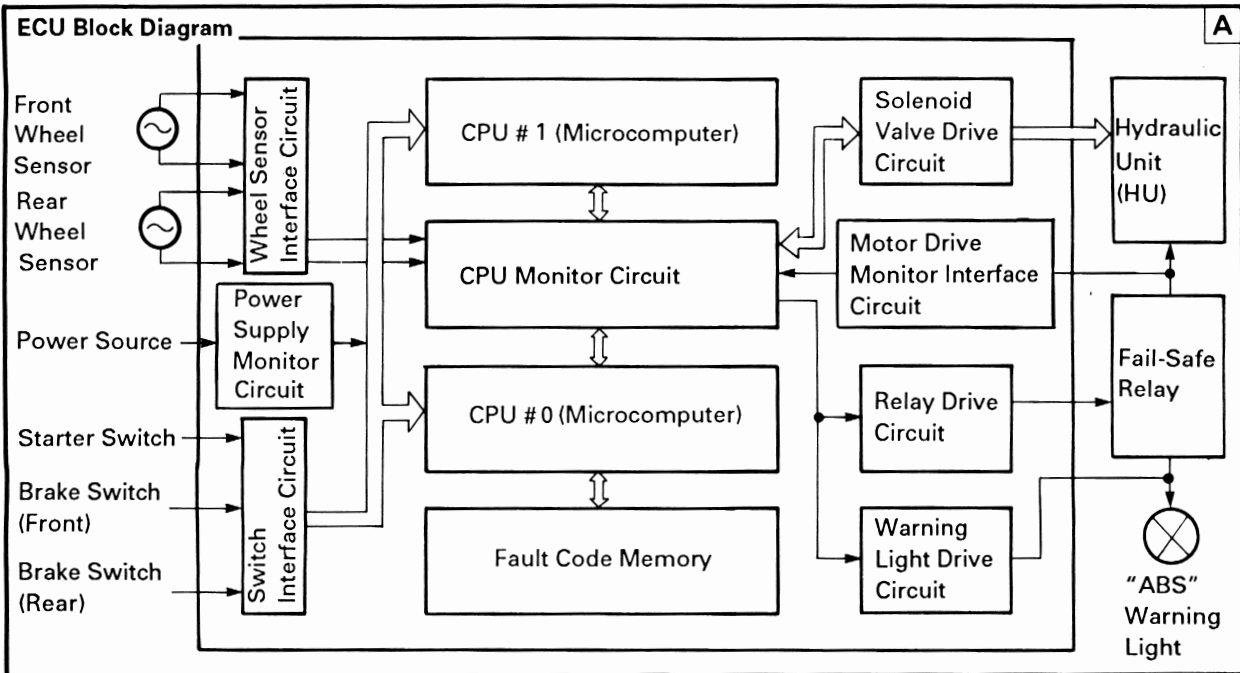 ECU Block Diagram
A
Front
Wheel
Sensor
Rear
Wheel
Sensor
Power Source
Starter Switch
Brake Switch
(Front)
Brake Switch
(Rear)
Wheel Sensor
Interface Circuit
Power
Supply
Monitor
Circuit
Switch
Interface Circuit
CPU # 1 (Microcomputer)
CPU Monitor Circuit
CPU #0 (Microcomputer)
Fault Code Memory
Solenoid
Valve Drive
Circuit
Motor Drive
Monitor Interface
Circuit
Relay Drive
Circuit
Warning
Light Drive
Circuit
Hydraulic
Unit
(HU)
Fail-Safe
Relay
“ABS”
Warning
Light